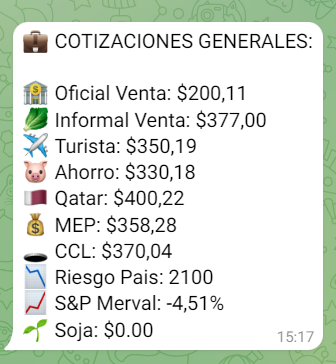 COTIZACIONES GENERALES:
Oficial Venta: $200,11
Informal Venta: $377,00
Turista: $350,19
Ahorro: $330,18
Qatar: $400,22
MEP: $358,28
CCL: $370,04
Riesgo Pais: 2100
S&P Merval: -4,51%
Soja: $0.00
15:17